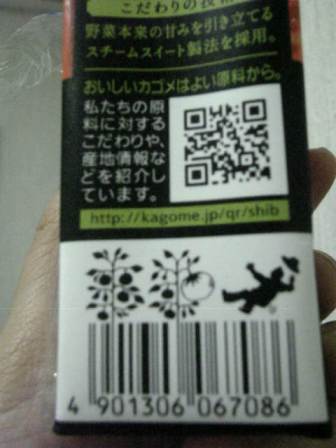 こだわりの技術
野菜本来の甘みを引き立てる
スチームスイート製法を採用。
おいしいカゴメはよい原料から。
私たちの原
料に対する
こだわりや、
産地情報な
どを紹介し
ています。
http://kagome.jp/qr/shib
4 901306 067086